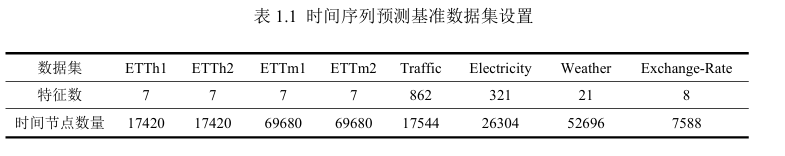 表 1.1 时间序列预测基准数据集设置
数据集 ETTh1 ETTh2 ETTm1 ETTm2 Traffic Electricity Weather Exchange-Rate
特征数 7 7 7 7 862 321 21 8
时间节点数量 17420 17420 69680 69680 17544 26304 52696 7588